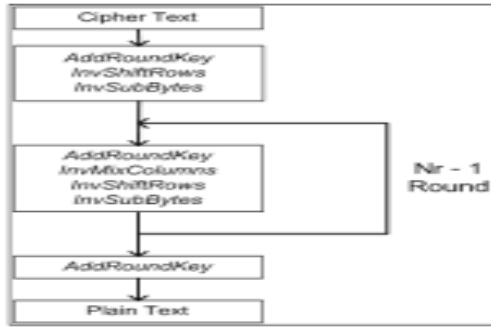 Cipher Text
AddRoundKey
InvShiftRows
InvSubBytes
AddRoundKey
InvMixColumns
InvShiftRows
InvSubBytes
Nr - 1
Round
AddRoundKey
Plain Text